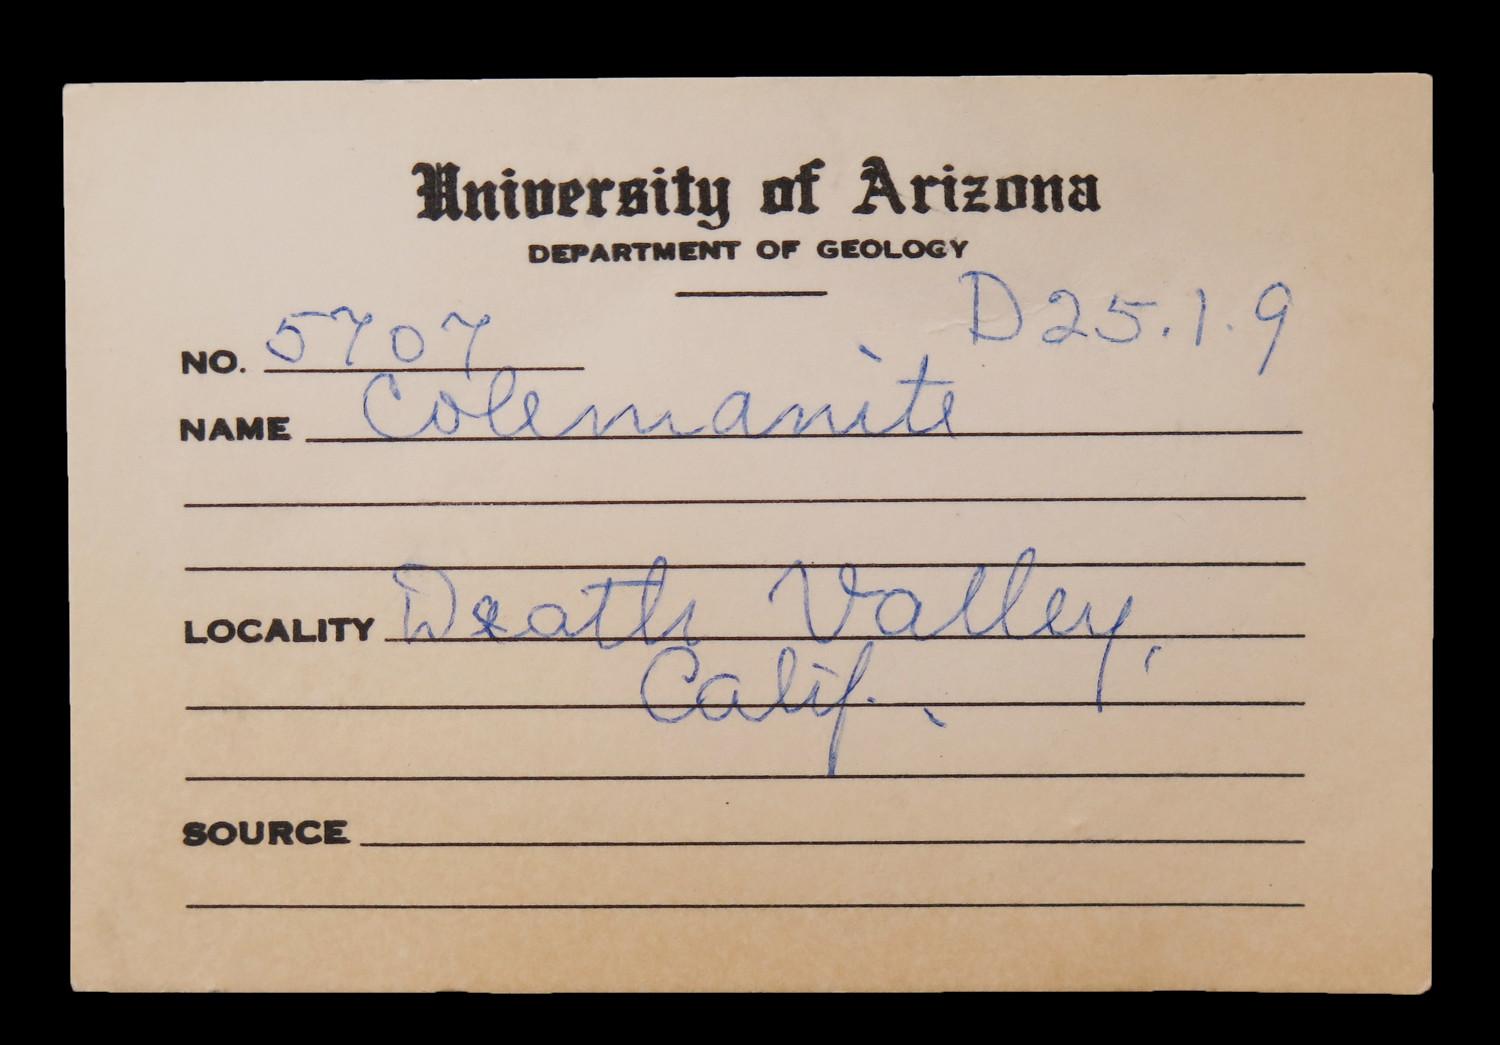 University of Arizona
DEPARTMENT OF GEOLOGY
D25.1.9
NO. 5707
NAME Colemanite
LOCALITY Death Valley,
Calif.
SOURCE